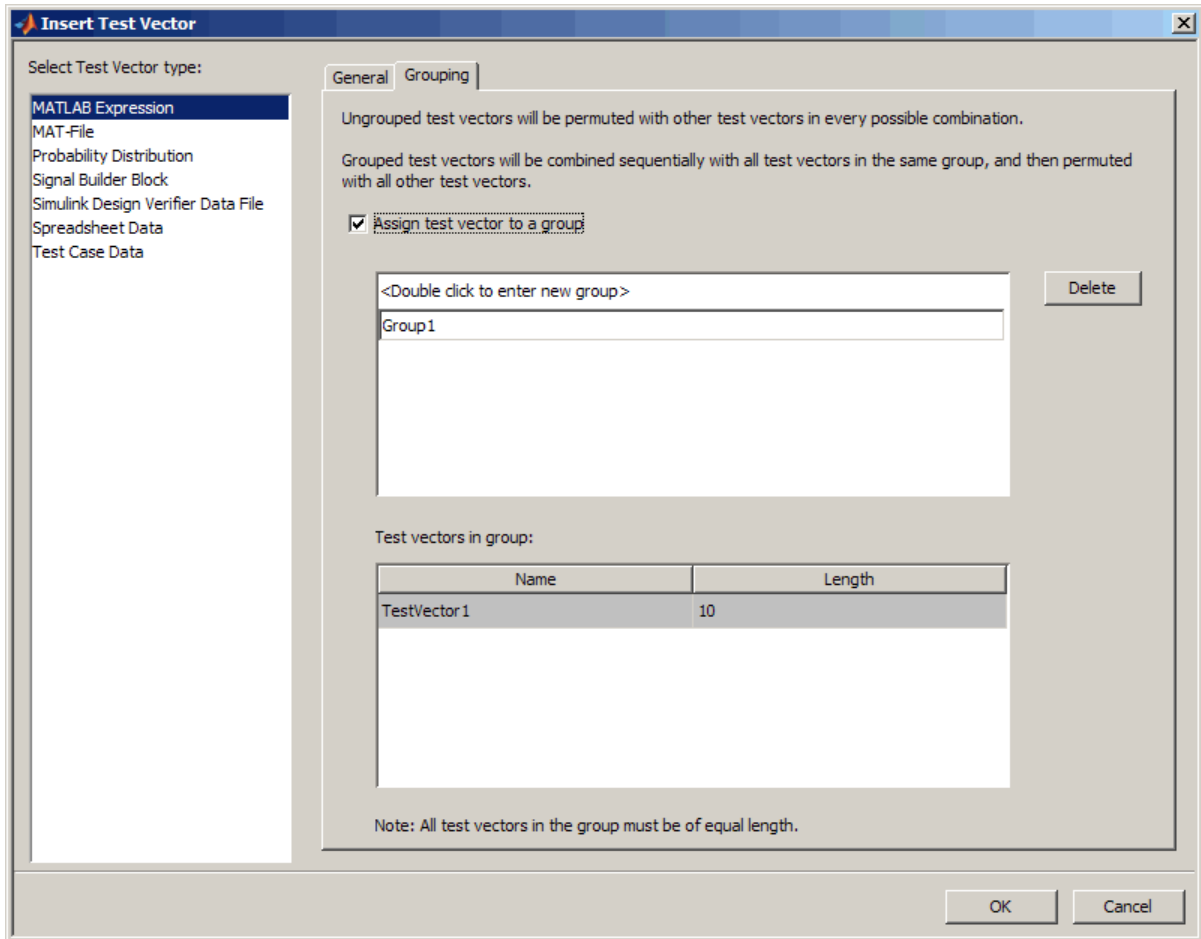 Insert Test Vector
Select Test Vector type:
MATLAB Expression
MAT-File
Probability Distribution
Signal Builder Block
Simulink Design Verifier Data File
Spreadsheet Data
Test Case Data
General Grouping
Ungrouped test vectors will be permuted with other test vectors in every possible combination.
Grouped test vectors will be combined sequentially with all test vectors in the same group, and then permuted
with all other test vectors.
Assign test vector to a group
<Double click to enter new group>
Delete
Group1
Test vectors in group:
Name Length
TestVector1 10
Note: All test vectors in the group must be of equal length.
OK Cancel